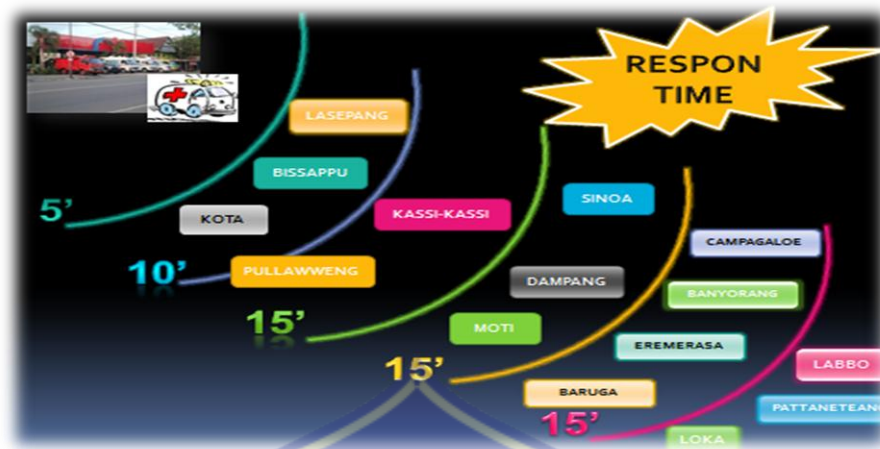 RESPON
TIME
LASEPANG
BISSAPPU
5’
KOTA
KASSI-KASSI
SINOA
10’
PULLAWWENG
CAMPAGALOE
DAMPANG
BANYORANG
15’
MOTI
EREMERASA
15’
LABBO
BARUGA
PATTANETEANG
15’
LOKA